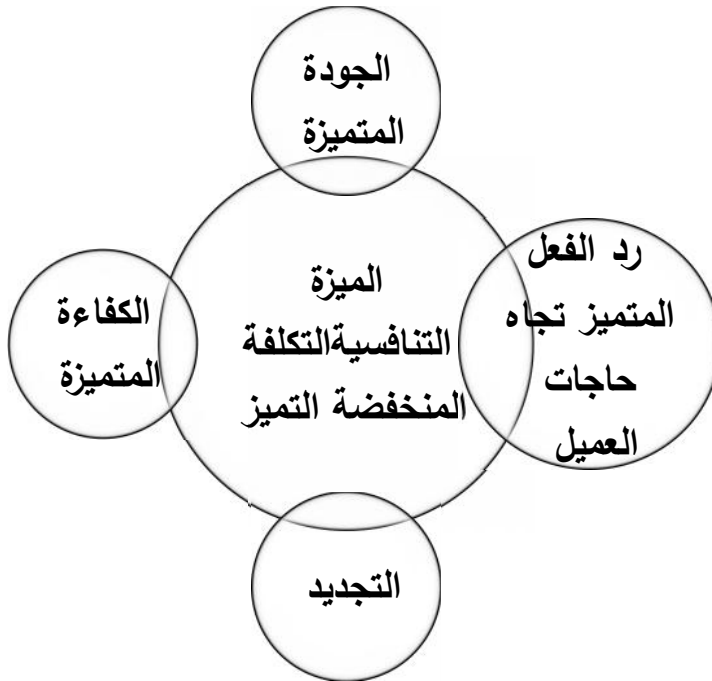 الجودة
المتميزة
رد الفعل
المتميز تجاه
حاجات
العميل
الميزة
التنافسيةالتكلفة
المنخفضة التميز
الكفاءة
المتميزة
التجديد